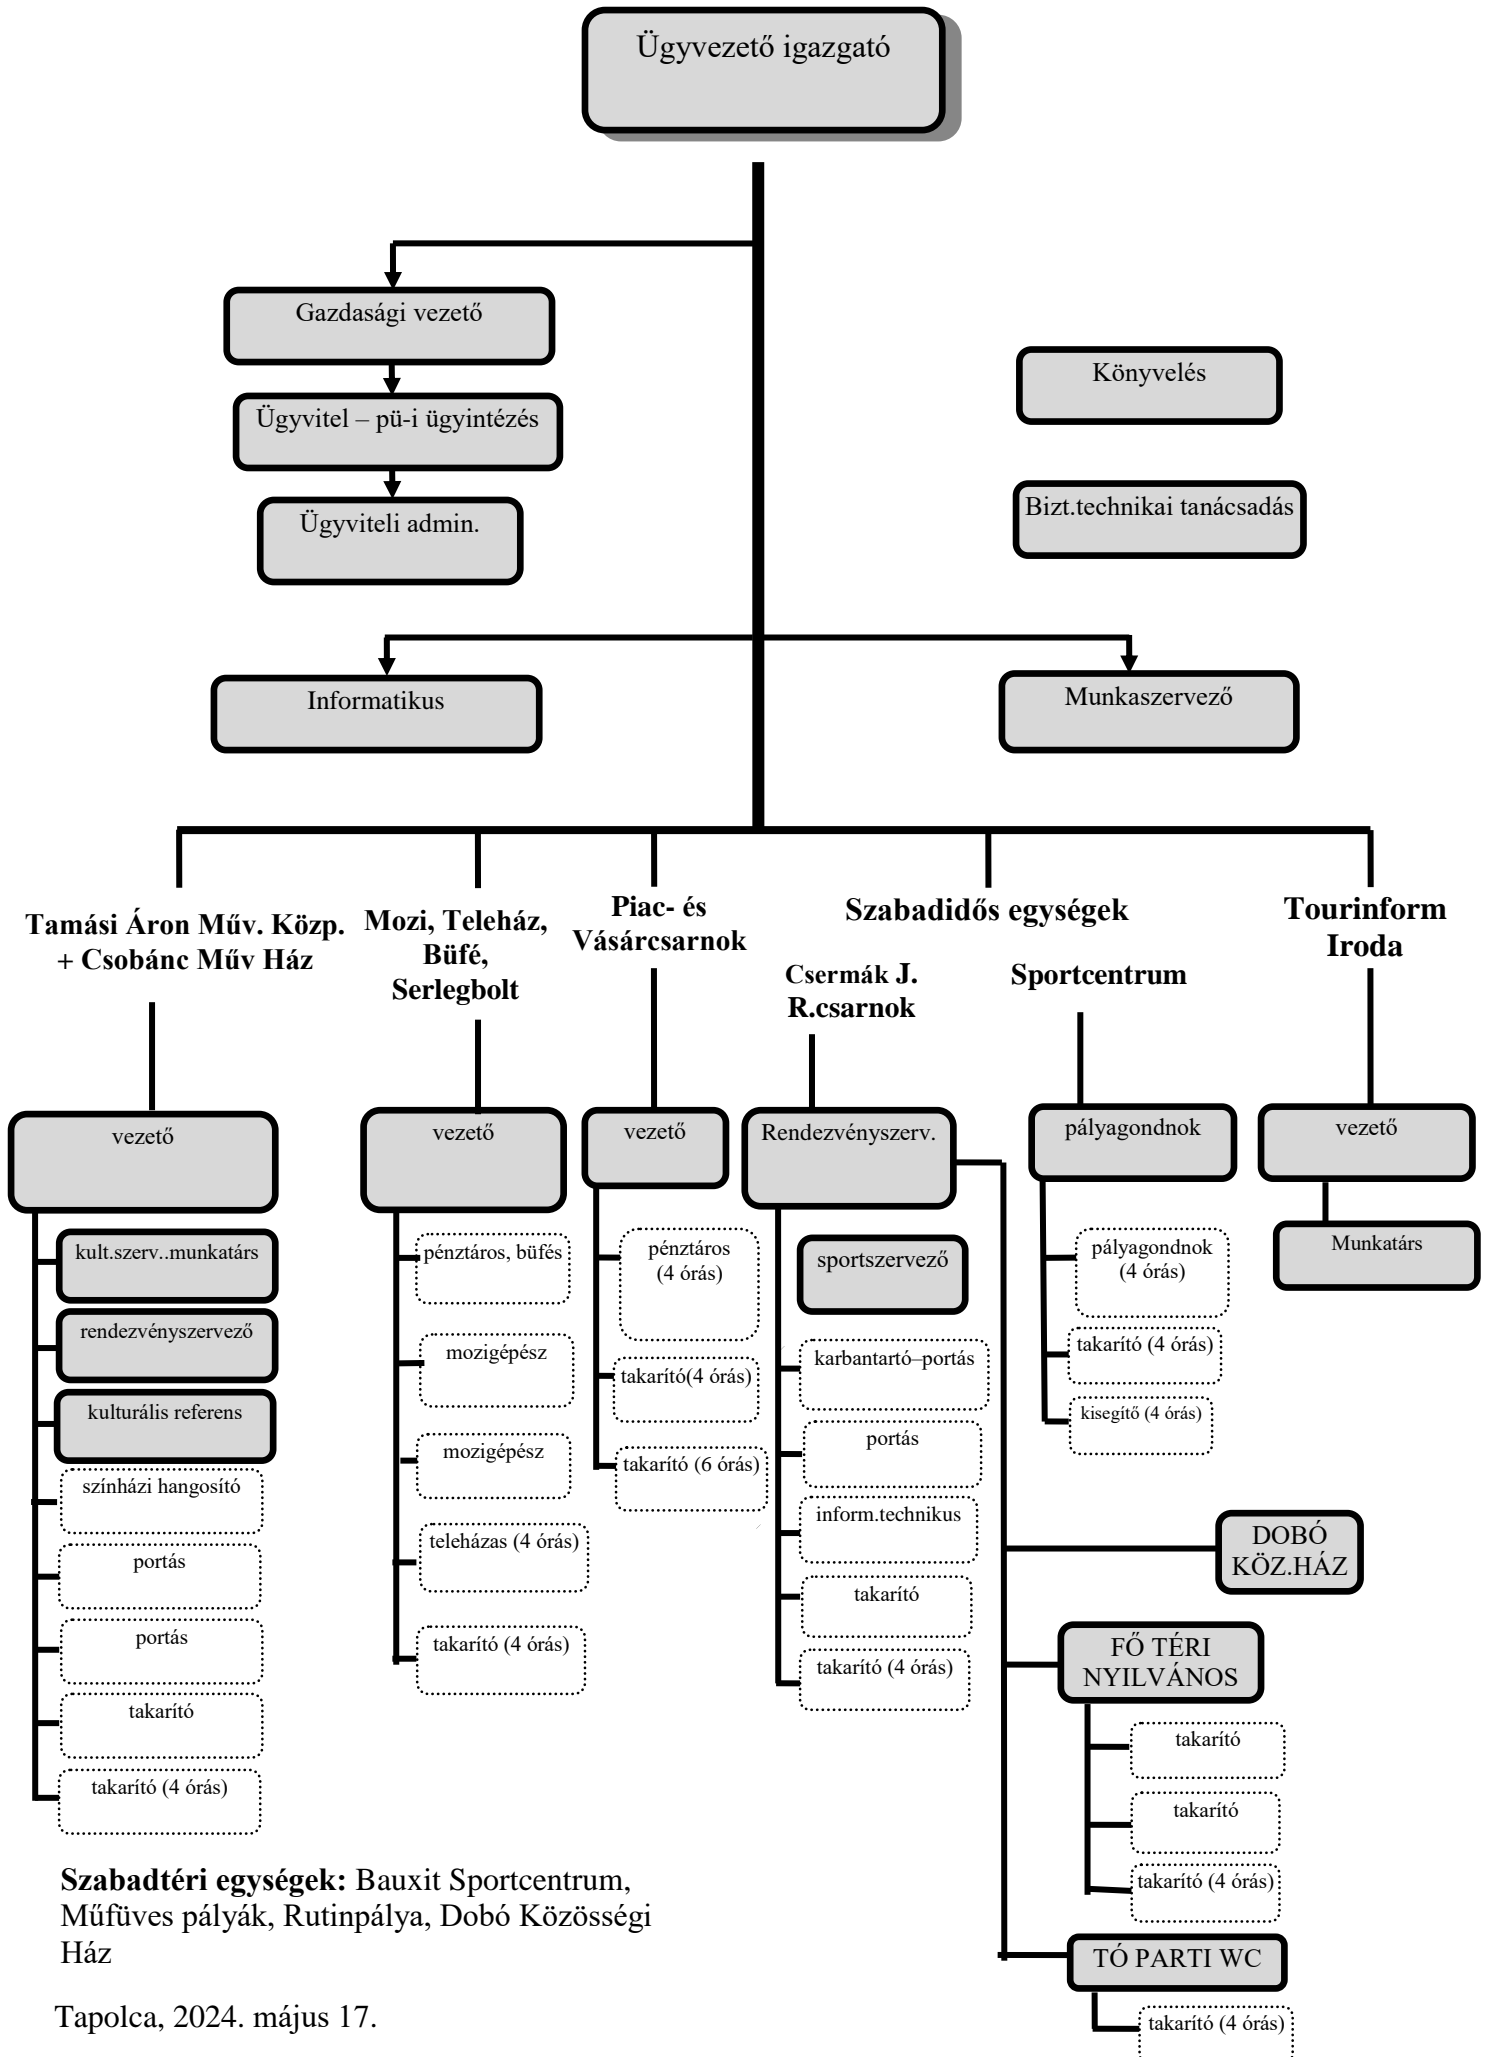 Ügyvezető igazgató
Gazdasági vezető
Könyvelés
Ügyvitel – pü-i ügyintézés
Bizt.technikai tanácsadás
Ügyviteli admin.
Informatikus
Munkaszervező
Tamási Áron Műv. Közp.
+ Csobánc Műv Ház
Mozi, Teleház,
Büfé,
Serlegbolt
Piac- és
Vásárcsarnok
Szabadidős egységek
Csermák J.
R.csarnok
Sportcentrum
Tourinform
Iroda
vezető
kult.szerv..munkatárs
rendezvényszervező
kulturális referens
színházi hangosító
portás
portás
takarító
takarító (4 órás)
vezető
pénztáros, büfés
mozigépész
mozigépész
teleházas (4 órás)
takarító (4 órás)
vezető
pénztáros
(4 órás)
takarító(4 órás)
takarító (6 órás)
Rendezvényszerv.
sportszervező
karbantartó–portás
portás
inform.technikus
takarító
takarító (4 órás)
pályagondnok
pályagondnok
(4 órás)
takarító (4 órás)
kisegítő (4 órás)
vezető
Munkatárs
DOBÓ
KÖZ.HÁZ
FŐ TÉRI
NYILVÁNOS
takarító
takarító
takarító (4 órás)
TÓ PARTI WC
takarító (4 órás)
Szabadtéri egységek: Bauxit Sportcentrum,
Műfüves pályák, Rutinpálya, Dobó Közösségi
Ház
Tapolca, 2024. május 17.